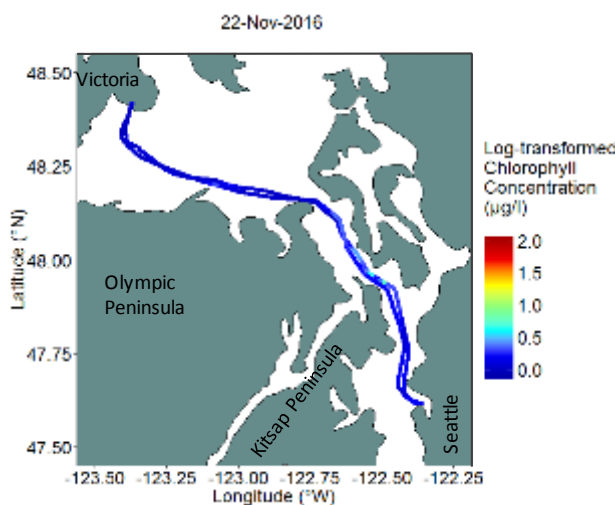 22-Nov-2016
48.50
Victoria
48.25
48.00
47.75
47.50
Latitude (°N)
Olympic
Peninsula
Kitsap Peninsula
Seattle
-123.50 -123.25 -123.00 -122.75 -122.50 -122.25
Longitude (°W)
Log-transformed
Chlorophyll
Concentration
(µg/l)
2.0
1.5
1.0
0.5
0.0